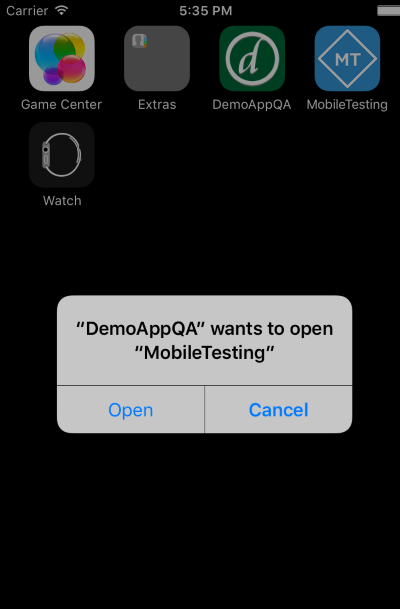 Carrier 5:35 PM
Game Center Extras DemoAppQA MobileTesting
d MT
Watch
“DemoAppQA” wants to open
“MobileTesting”
Open Cancel